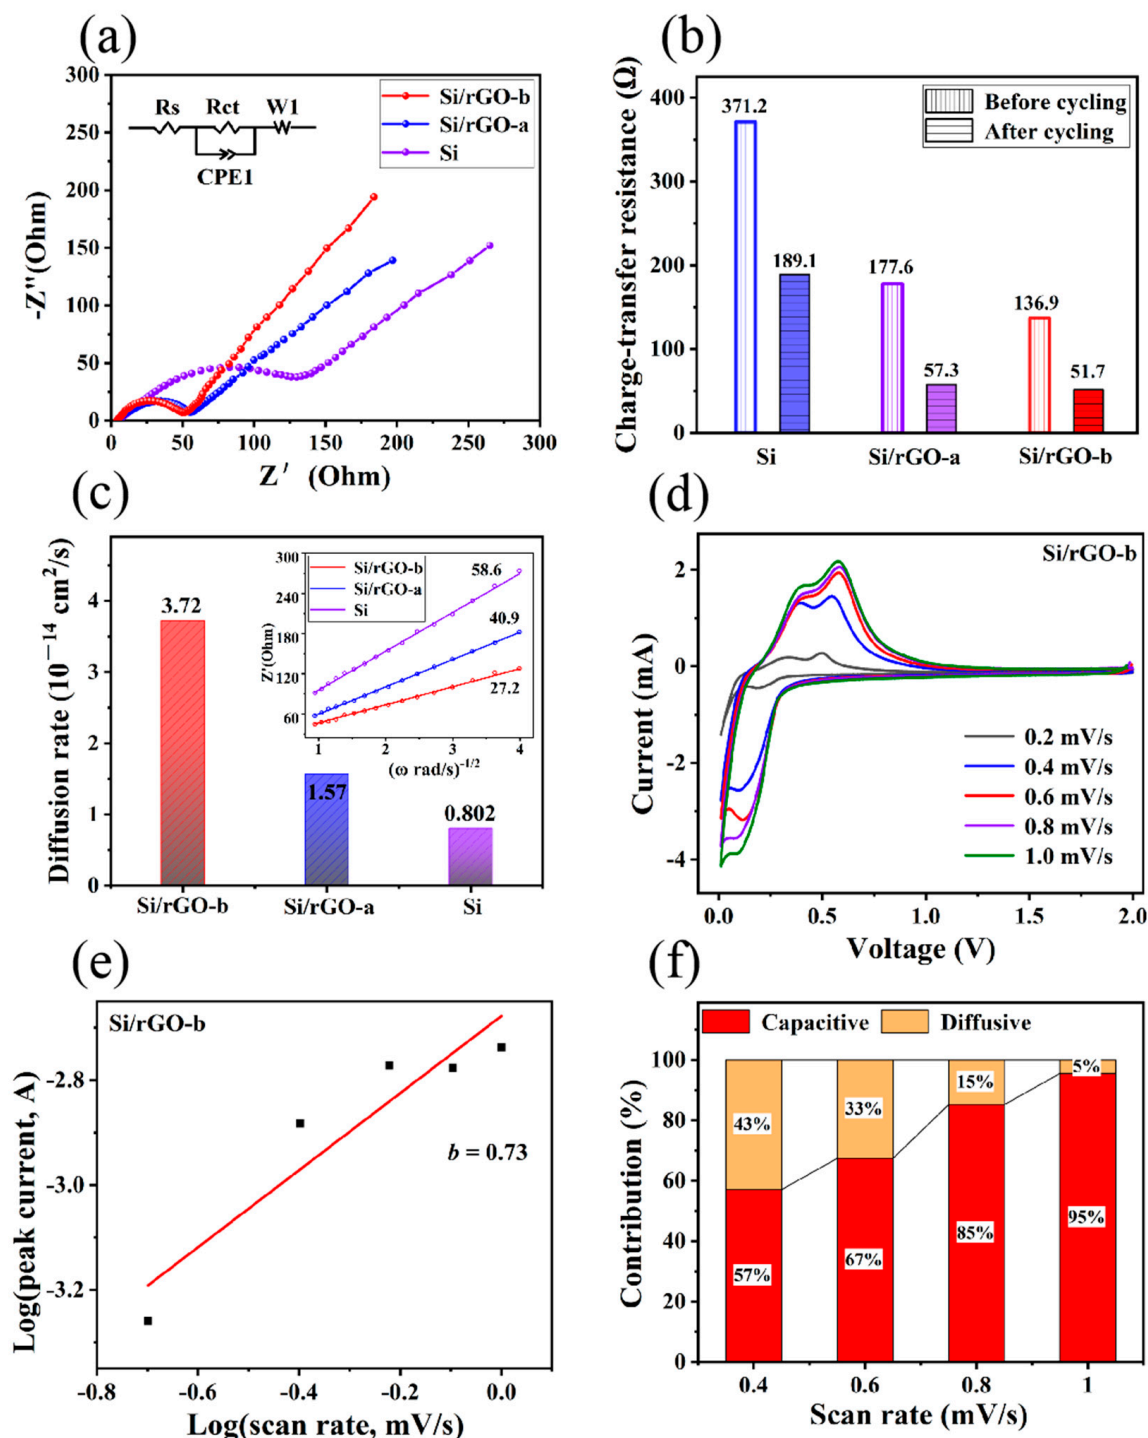 (a)
300
250
200
150
100
50
0
-Z''(Ohm)
Rs Rct W1
CPE1
Si/rGO-b
Si/rGO-a
Si
0 50 100 150 200 250 300
Z′ (Ohm)
(b)
Charge-transfer resistance (Ω)
400
300
200
100
0
371.2
189.1
177.6
57.3
136.9
51.7
Before cycling
After cycling
Si Si/rGO-a Si/rGO-b
(c)
Diffusion rate (10⁻¹⁴ cm²/s)
4
3
2
1
0
3.72
1.57
0.802
Si/rGO-b Si/rGO-a Si
300
240
180
120
60
Z'(Ohm)
Si/rGO-b
Si/rGO-a
Si
58.6
40.9
27.2
1 2 3 4
(ω rad/s)⁻¹/²
(d)
Si/rGO-b
Current (mA)
2
0
-2
-4
0.2 mV/s
0.4 mV/s
0.6 mV/s
0.8 mV/s
1.0 mV/s
0.0 0.5 1.0 1.5 2.0
Voltage (V)
(e)
Si/rGO-b
Log(peak current, A)
-2.8
-3.0
-3.2
b = 0.73
-0.8 -0.6 -0.4 -0.2 0.0
Log(scan rate, mV/s)
(f)
Capacitive Diffusive
Contribution (%)
100
80
60
40
20
0
43% 33% 15% 5%
57% 67% 85% 95%
0.4 0.6 0.8 1
Scan rate (mV/s)